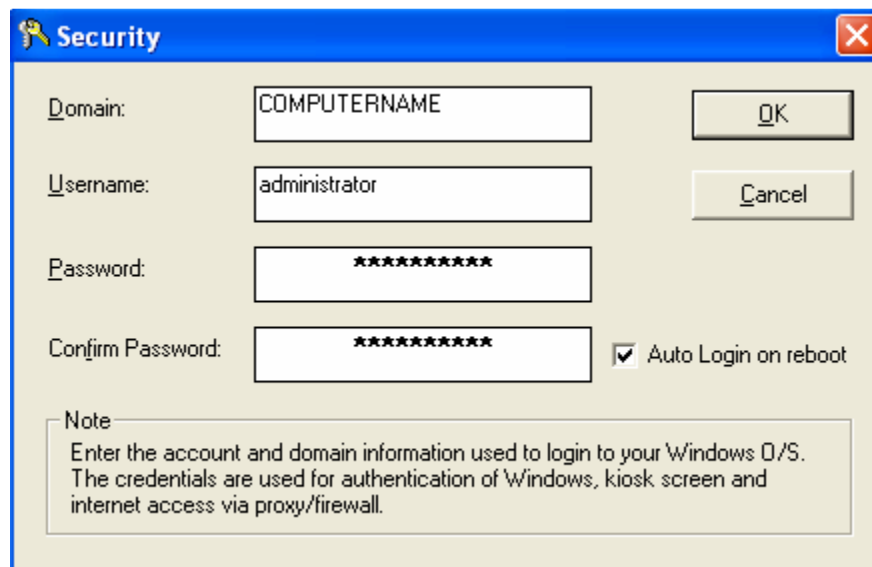 Security
Domain:
COMPUTERNAME
OK
Username:
administrator
Cancel
Password:
**********
Confirm Password:
**********
Auto Login on reboot
Note
Enter the account and domain information used to login to your Windows O/S.
The credentials are used for authentication of Windows, kiosk screen and
internet access via proxy/firewall.